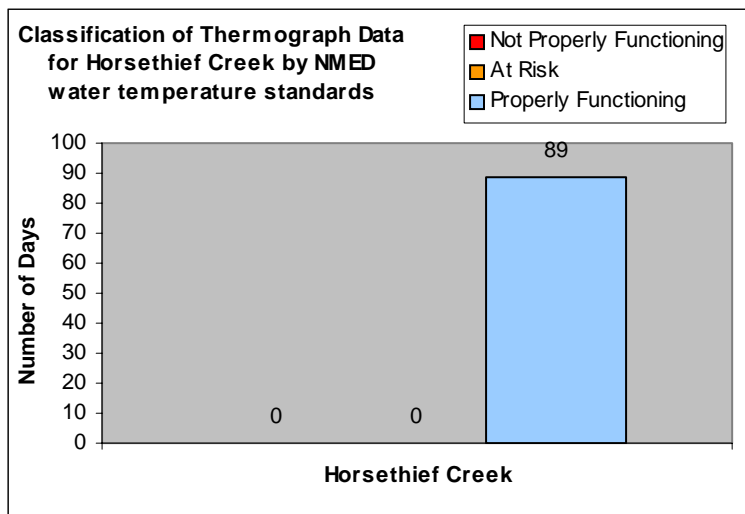 Classification of Thermograph Data
for Horsethief Creek by NMED
water temperature standards
Not Properly Functioning
At Risk
Properly Functioning
Number of Days
100
90
80
70
60
50
40
30
20
10
0
0
0
89
Horsethief Creek